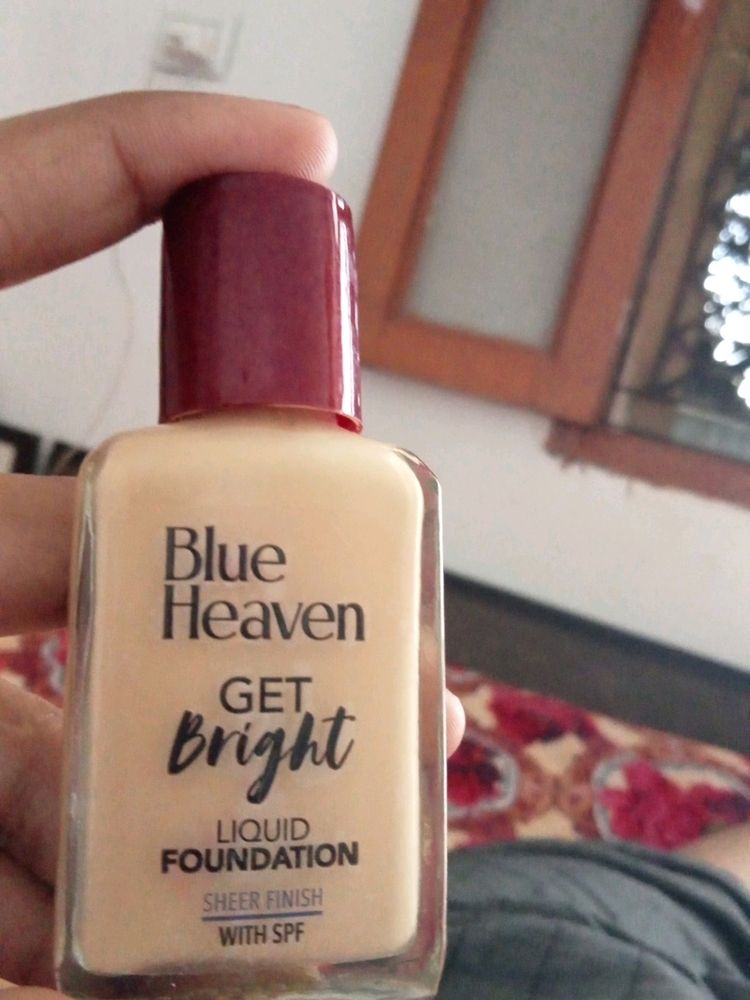 Blue
Heaven
GET
Bright
LIQUID
FOUNDATION
SHEER FINISH
WITH SPF